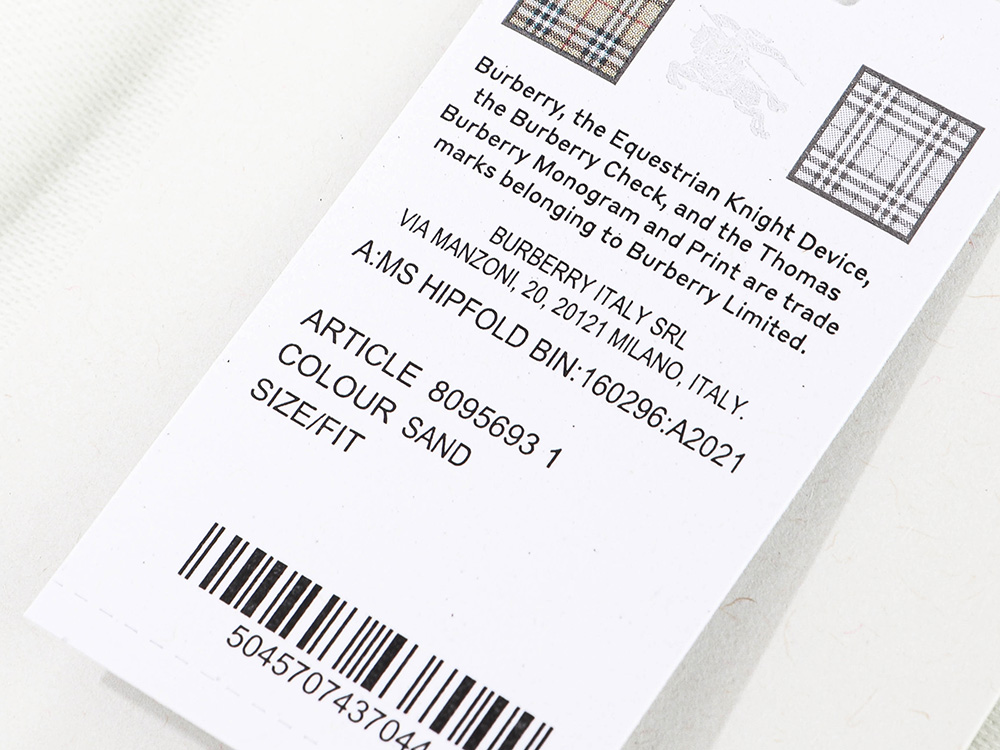 Burberry, the Equestrian Knight Device,
the Burberry Check, and the Thomas
Burberry Monogram and Print are trade
marks belonging to Burberry Limited.
BURBERRY ITALY SRL
VIA MANZONI, 20, 20121 MILANO, ITALY.
A:MS HIPFOLD BIN:160296:A2021
ARTICLE 8095693 1
COLOUR SAND
SIZE/FIT
5045707437044